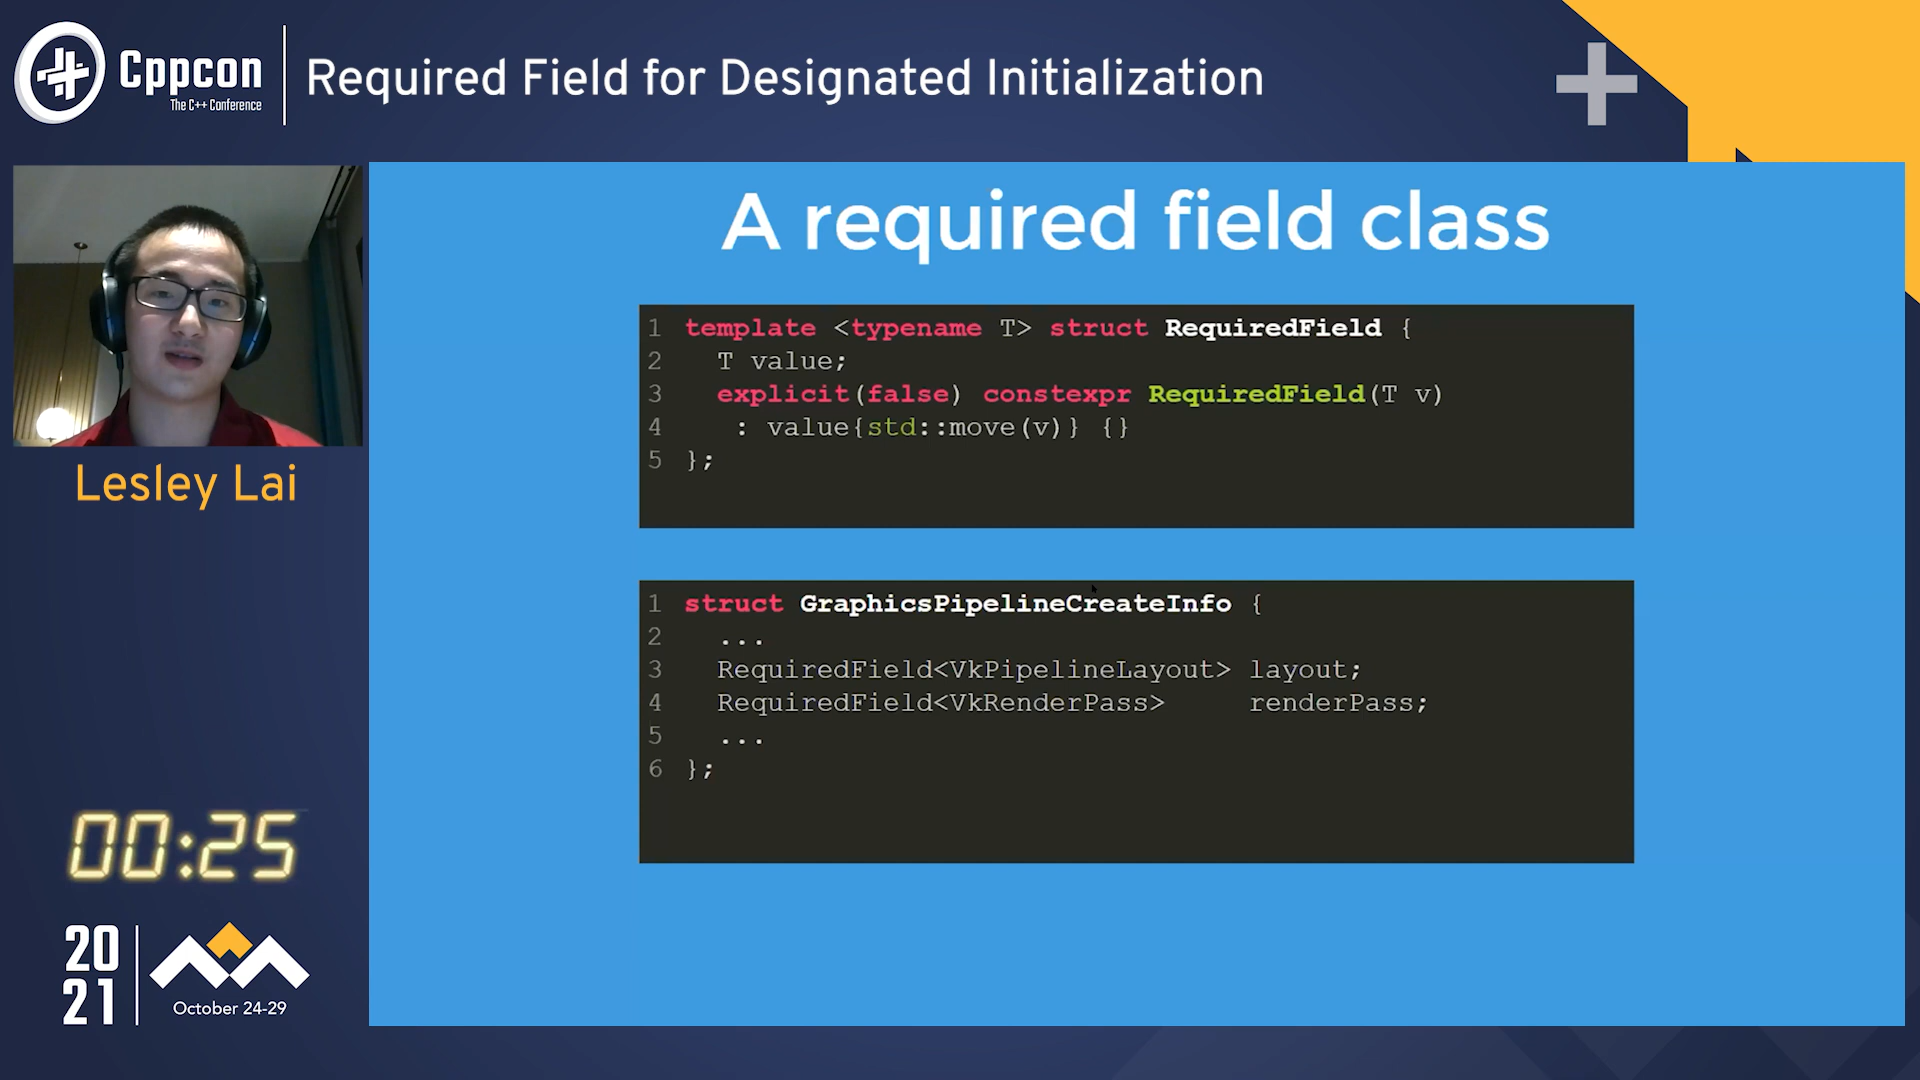 Cppcon
The C++ Conference
Required Field for Designated Initialization
Lesley Lai
00:25
20
21
October 24-29
A required field class
1 template <typename T> struct RequiredField {
2   T value;
3   explicit(false) constexpr RequiredField(T v)
4    : value{std::move(v)} {}
5 };
1 struct GraphicsPipelineCreateInfo {
2   ...
3   RequiredField<VkPipelineLayout> layout;
4   RequiredField<VkRenderPass>     renderPass;
5   ...
6 };